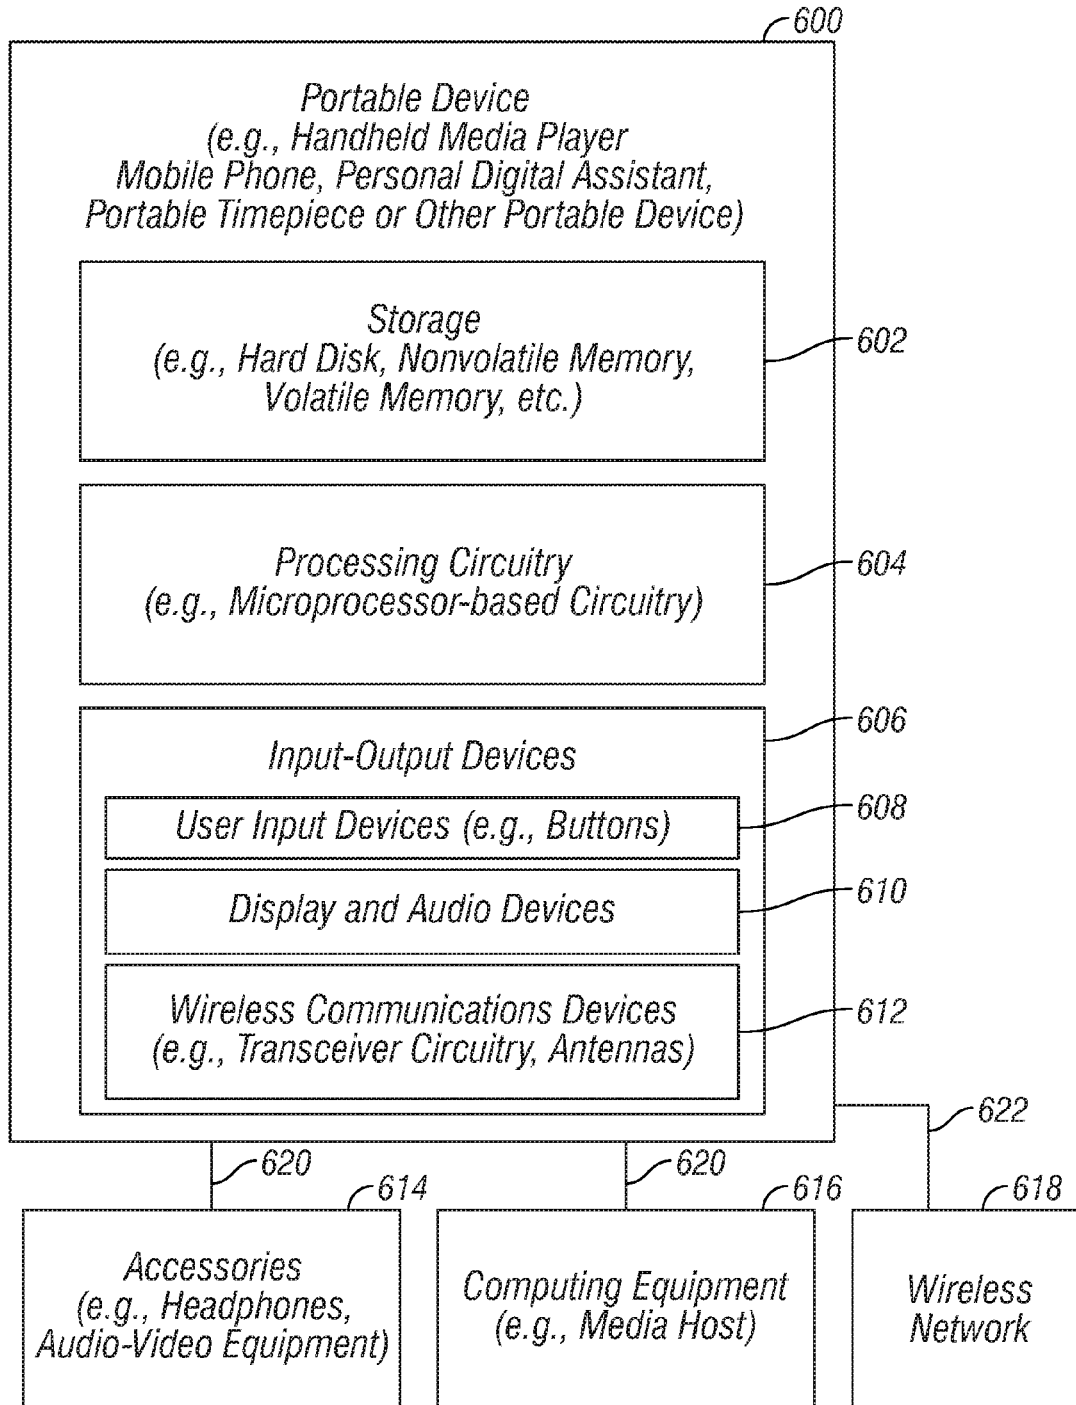 600
Portable Device
(e.g., Handheld Media Player
Mobile Phone, Personal Digital Assistant,
Portable Timepiece or Other Portable Device)
Storage
(e.g., Hard Disk, Nonvolatile Memory,
Volatile Memory, etc.)
602
Processing Circuitry
(e.g., Microprocessor-based Circuitry)
604
606
Input-Output Devices
User Input Devices (e.g., Buttons)
608
Display and Audio Devices
610
Wireless Communications Devices
(e.g., Transceiver Circuitry, Antennas)
612
622
620
620
614
616
618
Accessories
(e.g., Headphones,
Audio-Video Equipment)
Computing Equipment
(e.g., Media Host)
Wireless
Network